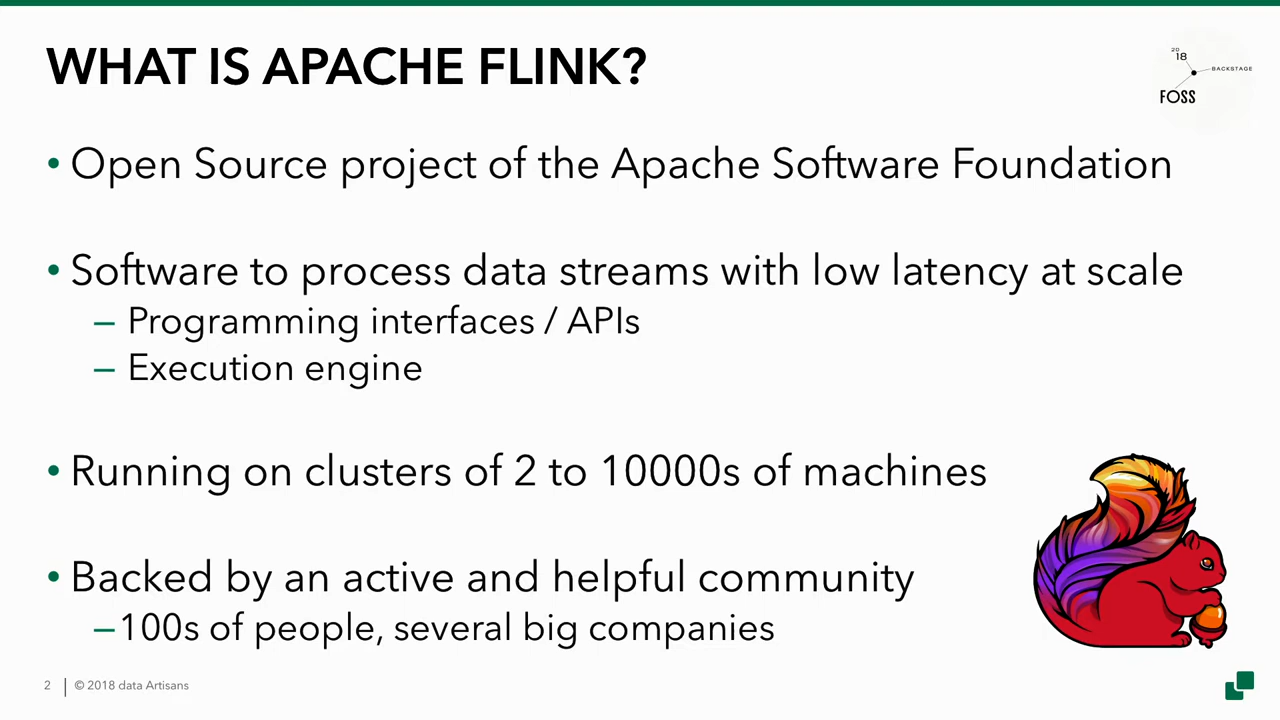 WHAT IS APACHE FLINK?
20
18
BACKSTAGE
FOSS
• Open Source project of the Apache Software Foundation
• Software to process data streams with low latency at scale
– Programming interfaces / APIs
– Execution engine
• Running on clusters of 2 to 10000s of machines
• Backed by an active and helpful community
–100s of people, several big companies
2 | © 2018 data Artisans